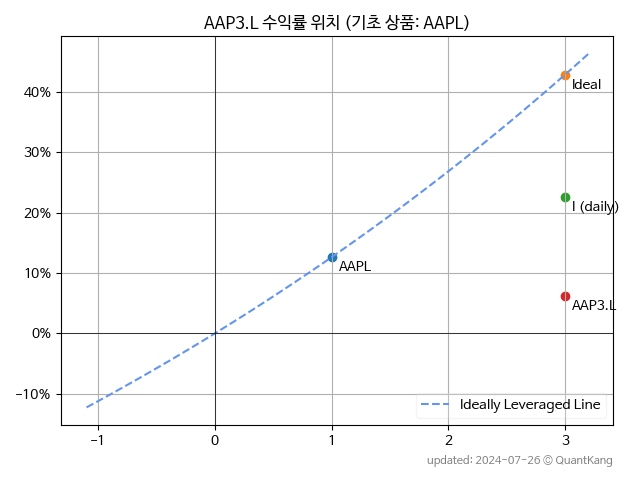 AAP3.L 수익률 위치 (기초 상품: AAPL)
40%
30%
20%
10%
0%
−10%
Ideal
I (daily)
AAPL
AAP3.L
Ideally Leveraged Line
−1 0 1 2 3
updated: 2024-07-26 © QuantKang